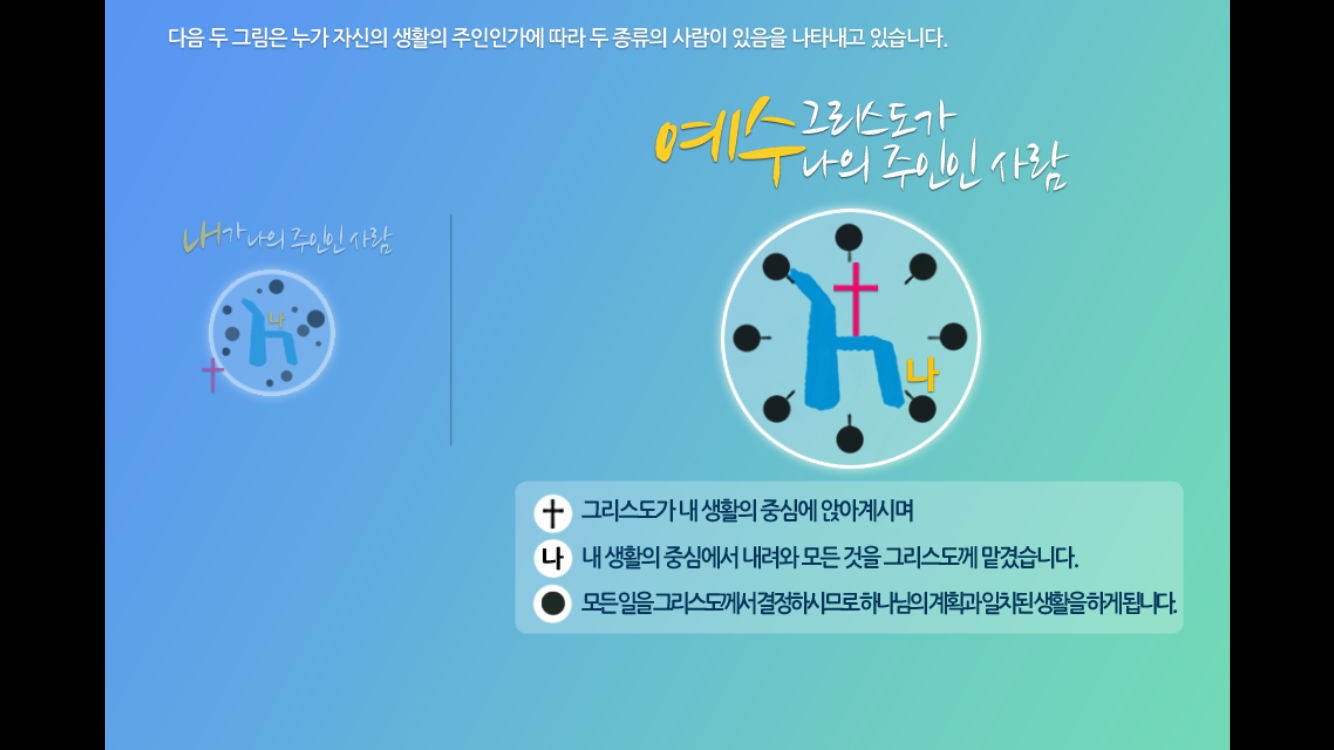 다음 두 그림은 누가 자신의 생활의 주인인가에 따라 두 종류의 사람이 있음을 나타내고 있습니다.
내가 나의 주인인 사람
나
예수 그리스도가
나의 주인인 사람
나
그리스도가 내 생활의 중심에 앉아계시며
나 내 생활의 중심에서 내려와 모든 것을 그리스도께 맡겼습니다.
모든 일을 그리스도께서 결정하시므로 하나님의 계획과 일치된 생활을 하게 됩니다.